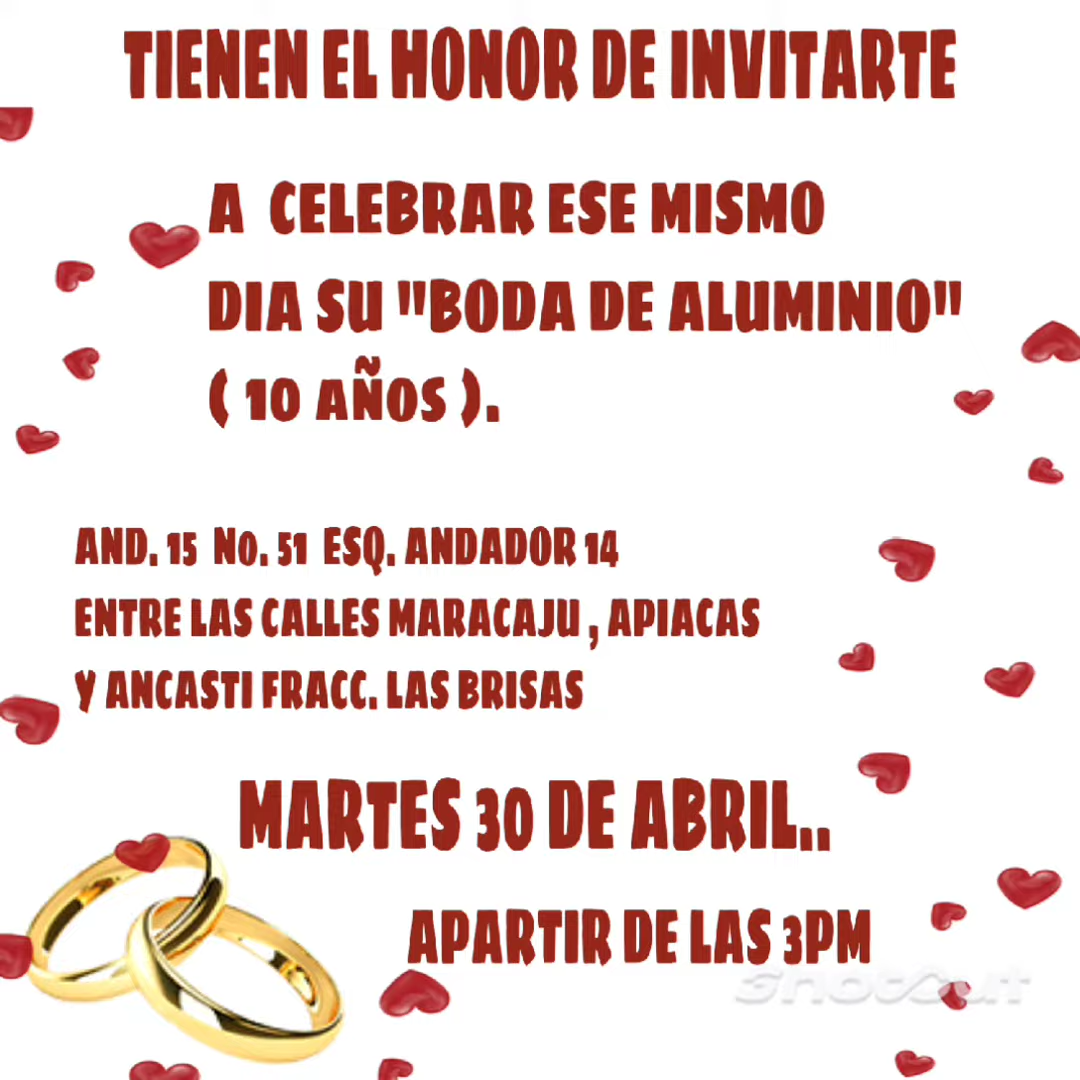 TIENEN EL HONOR DE INVITARTE
A CELEBRAR ESE MISMO
DIA SU "BODA DE ALUMINIO"
( 10 AÑOS ).
AND. 15 No. 51 ESQ. ANDADOR 14
ENTRE LAS CALLES MARACAJU , APIACAS
Y ANCASTI FRACC. LAS BRISAS
MARTES 30 DE ABRIL..
APARTIR DE LAS 3PM
ShotCut